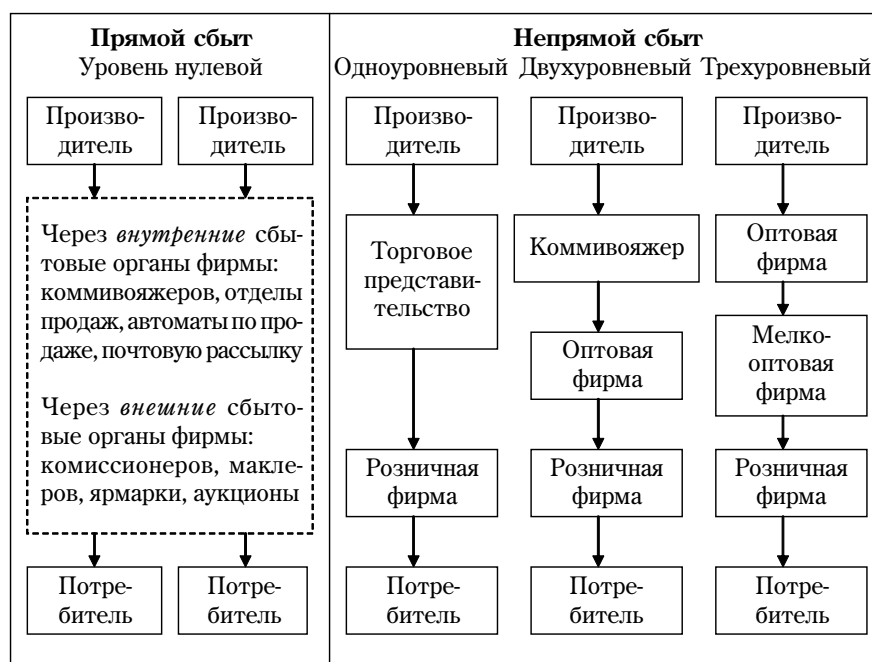 Прямой сбыт
Уровень нулевой
Произво-
дитель
Произво-
дитель
Через внутренние сбы-
товые органы фирмы:
коммивояжеров, отделы
продаж, автоматы по про-
даже, почтовую рассылку
Через внешние сбыто-
вые органы фирмы:
комиссионеров, макле-
ров, ярмарки, аукционы
Потре-
битель
Потре-
битель
Непрямой сбыт
Одноуровневый
Произво-
дитель
Торговое
представи-
тельство
Розничная
фирма
Потре-
битель
Двухуровневый
Произво-
дитель
Коммивояжер
Оптовая
фирма
Розничная
фирма
Потре-
битель
Трехуровневый
Произво-
дитель
Оптовая
фирма
Мелко-
оптовая
фирма
Розничная
фирма
Потре-
битель